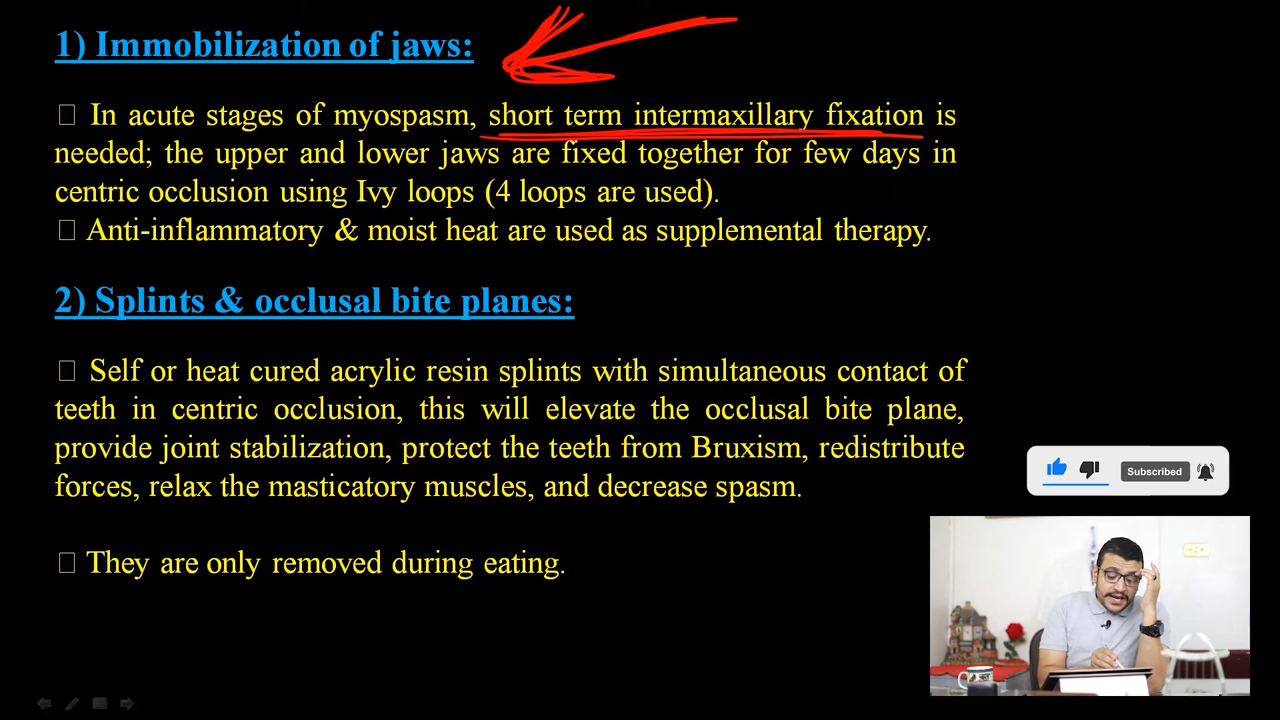 1) Immobilization of jaws:
□ In acute stages of myospasm, short term intermaxillary fixation is
needed; the upper and lower jaws are fixed together for few days in
centric occlusion using Ivy loops (4 loops are used).
□ Anti-inflammatory & moist heat are used as supplemental therapy.
2) Splints & occlusal bite planes:
□ Self or heat cured acrylic resin splints with simultaneous contact of
teeth in centric occlusion, this will elevate the occlusal bite plane,
provide joint stabilization, protect the teeth from Bruxism, redistribute
forces, relax the masticatory muscles, and decrease spasm.
□ They are only removed during eating.
Subscribed